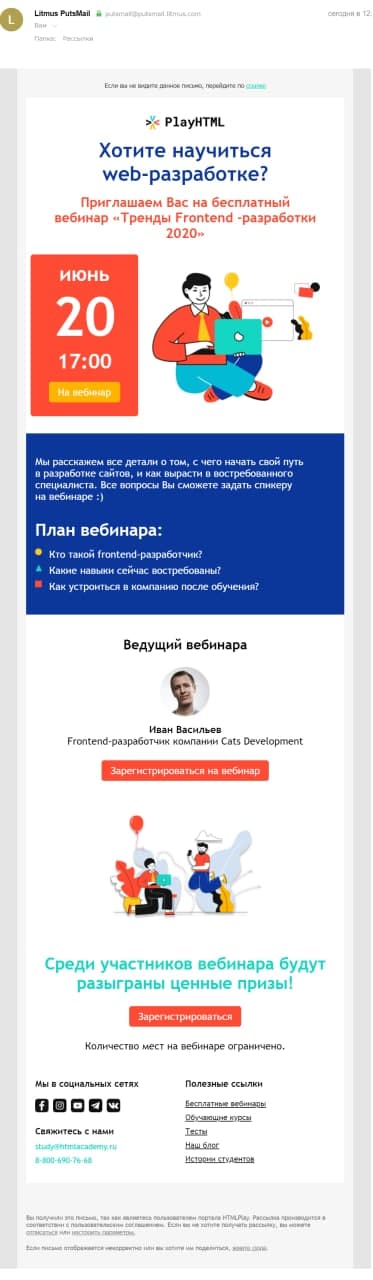 L
Litmus PutsMail putsmail@putsmail.litmus.com сегодня в 12:
Вам
Папка: Рассылки
Если вы не видите данное письмо, перейдите по ссылке
PlayHTML
Хотите научиться
web-разработке?
Приглашаем Вас на бесплатный
вебинар «Тренды Frontend -разработки
2020»
ИЮНЬ
20
17:00
На вебинар
Мы расскажем все детали о том, с чего начать свой путь
в разработке сайтов, и как вырасти в востребованного
специалиста. Все вопросы Вы сможете задать спикеру
на вебинаре :)
План вебинара:
Кто такой frontend-разработчик?
Какие навыки сейчас востребованы?
Как устроиться в компанию после обучения?
Ведущий вебинара
Иван Васильев
Frontend-разработчик компании Cats Development
Зарегистрироваться на вебинар
Среди участников вебинара будут
разыграны ценные призы!
Зарегистрироваться
Количество мест на вебинаре ограничено.
Мы в социальных сетях
Свяжитесь с нами
study@htmlacademy.ru
8-800-690-76-68
Полезные ссылки
Бесплатные вебинары
Обучающие курсы
Тесты
Наш блог
Истории студентов
Вы получили это письмо, так как являетесь пользователем портала HTMLPlay. Рассылка производится в
соответствии с пользовательским соглашением. Если вы не хотите получать рассылку, вы можете
отписаться или настроить параметры.
Если письмо отображается некорректно или вы хотите им поделиться, жмите сюда.